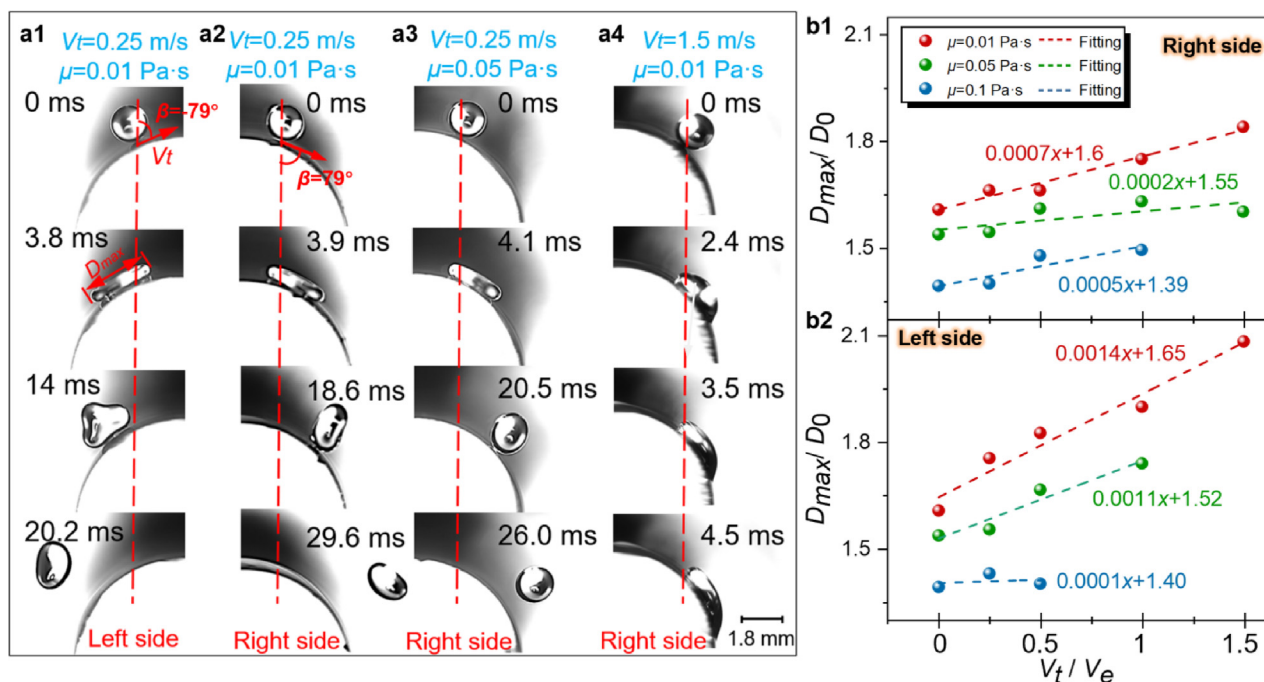 a1
Vt=0.25 m/s
μ=0.01 Pa·s
0 ms
β=-79°
Vt
3.8 ms
Dmax
14 ms
20.2 ms
Left side
a2
Vt=0.25 m/s
μ=0.01 Pa·s
0 ms
β=79°
3.9 ms
18.6 ms
29.6 ms
Right side
a3
Vt=0.25 m/s
μ=0.05 Pa·s
0 ms
4.1 ms
20.5 ms
26.0 ms
Right side
a4
Vt=1.5 m/s
μ=0.01 Pa·s
0 ms
2.4 ms
3.5 ms
4.5 ms
1.8 mm
Right side
b1
2.1
1.8
1.5
Dmax/ D0
μ=0.01 Pa·s Fitting
μ=0.05 Pa·s Fitting
μ=0.1 Pa·s Fitting
Right side
0.0007x+1.6
0.0002x+1.55
0.0005x+1.39
b2
2.1
1.8
1.5
Dmax/ D0
Left side
0.0014x+1.65
0.0011x+1.52
0.0001x+1.40
0 0.5 1 1.5
Vt / Ve